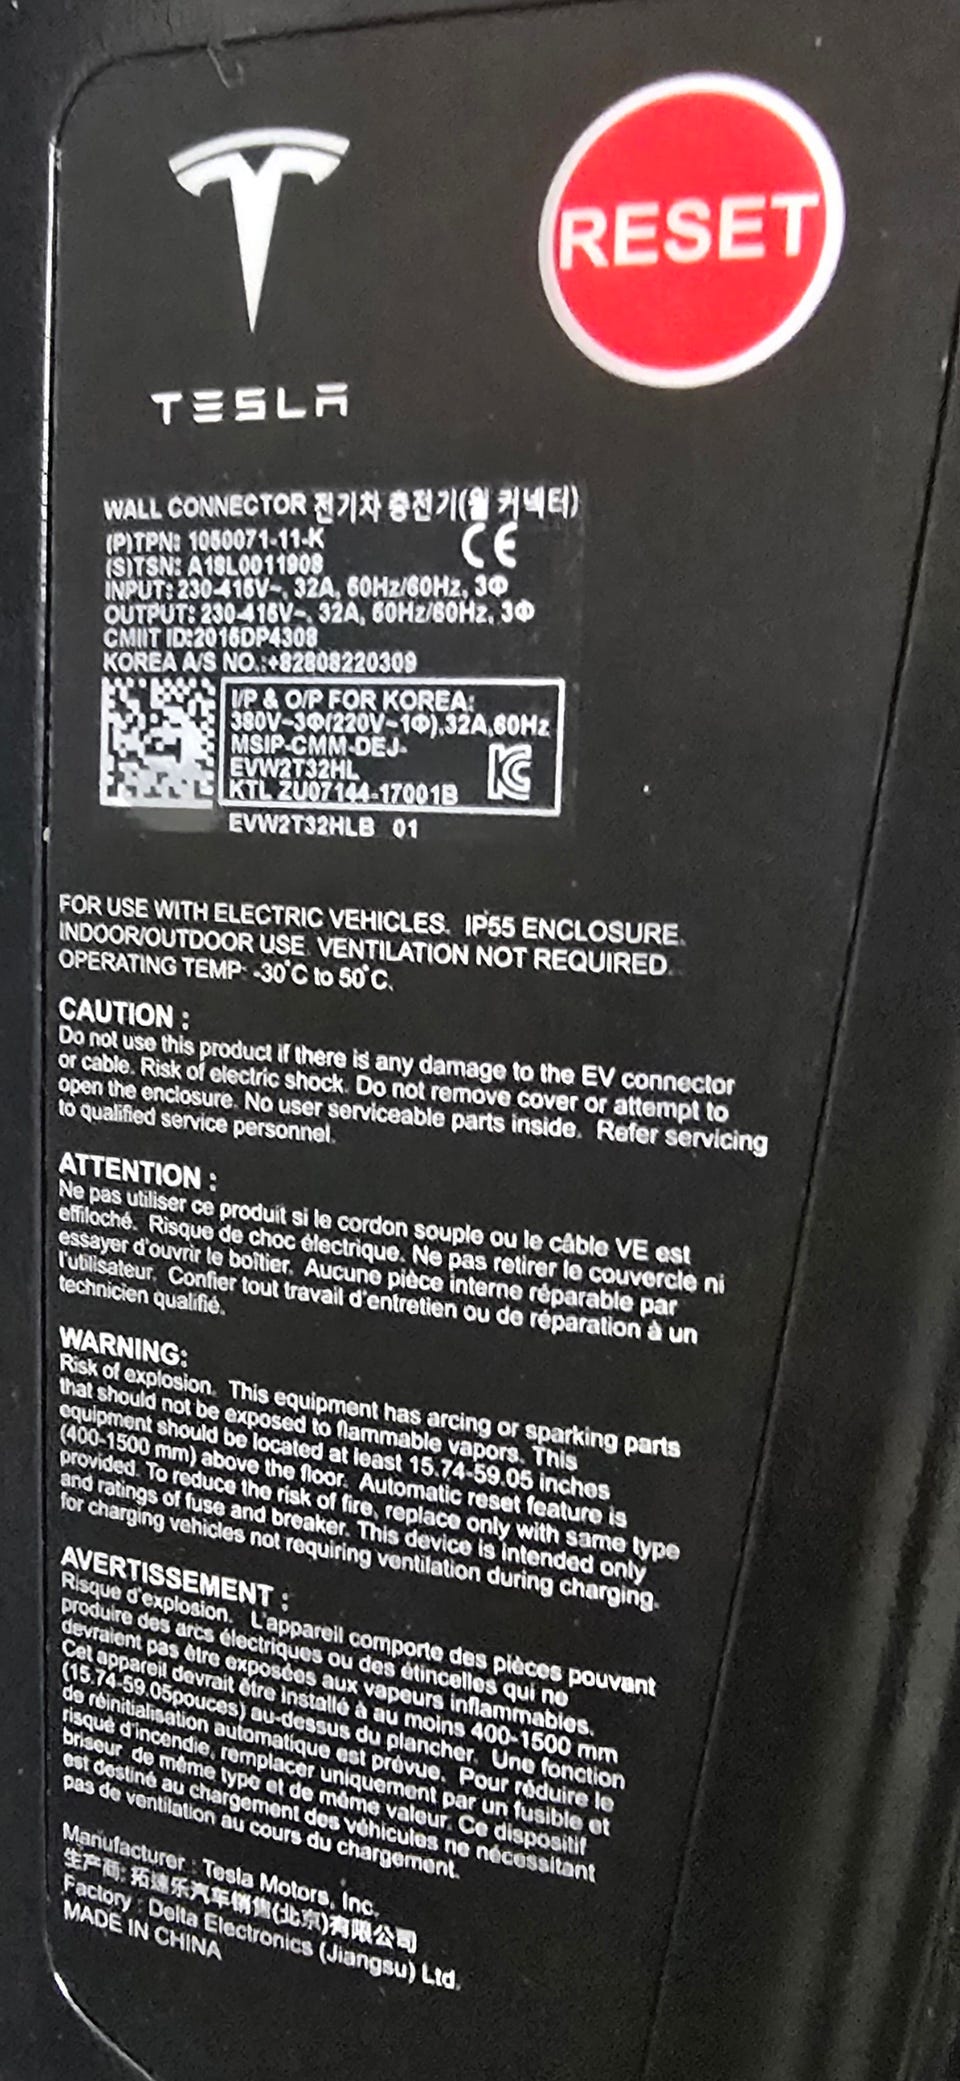 TESLA
RESET
WALL CONNECTOR 전기차 충전기(월 커넥터)
(P)TPN: 1050071-11-K
(S)TSN: A18L0011908
CE
INPUT: 230-415V~, 32A, 50Hz/60Hz, 3Φ
OUTPUT: 230-415V~, 32A, 50Hz/60Hz, 3Φ
CMIIT ID:2015DP4308
KOREA A/S NO.:+82808220309
I/P & O/P FOR KOREA:
380V~3Φ(220V~1Φ),32A,60Hz
MSIP-CMM-DEJ-
EVW2T32HL
KTL ZU07144-17001B
EVW2T32HLB 01
FOR USE WITH ELECTRIC VEHICLES. IP55 ENCLOSURE.
INDOOR/OUTDOOR USE. VENTILATION NOT REQUIRED.
OPERATING TEMP: -30°C to 50°C.
CAUTION :
Do not use this product if there is any damage to the EV connector
or cable. Risk of electric shock. Do not remove cover or attempt to
open the enclosure. No user serviceable parts inside. Refer servicing
to qualified service personnel.
ATTENTION :
Ne pas utiliser ce produit si le cordon souple ou le câble VE est
effiloché. Risque de choc électrique. Ne pas retirer le couvercle ni
essayer d'ouvrir le boîtier. Aucune pièce interne réparable par
l'utilisateur. Confier tout travail d'entretien ou de réparation à un
technicien qualifié.
WARNING:
Risk of explosion. This equipment has arcing or sparking parts
that should not be exposed to flammable vapors. This
equipment should be located at least 15.74-59.05 inches
(400-1500 mm) above the floor. Automatic reset feature is
provided. To reduce the risk of fire, replace only with same type
and ratings of fuse and breaker. This device is intended only
for charging vehicles not requiring ventilation during charging.
AVERTISSEMENT :
Risque d'explosion. L'appareil comporte des pièces pouvant
produire des arcs électriques ou des étincelles qui ne
devraient pas être exposées aux vapeurs inflammables.
Cet appareil devrait être installé à au moins 400-1500 mm
(15.74-59.05pouces) au-dessus du plancher. Une fonction
de réinitialisation automatique est prévue. Pour réduire le
risque d'incendie, remplacer uniquement par un fusible et
briseur de même type et de même valeur. Ce dispositif
est destiné au chargement des véhicules ne nécessitant
pas de ventilation au cours du chargement.
Manufacturer : Tesla Motors, Inc.
生产商: 拓速乐汽车销售(北京)有限公司
Factory : Delta Electronics (Jiangsu) Ltd.
MADE IN CHINA